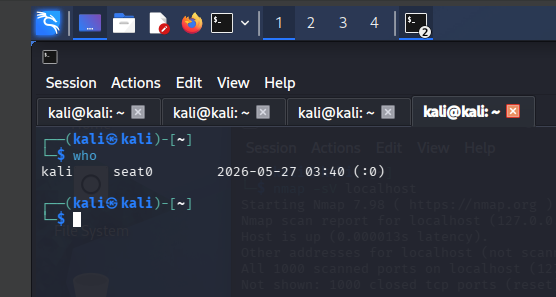 1 2 3 4 2
Session Actions Edit View Help
kali@kali: ~ kali@kali: ~ kali@kali: ~ kali@kali: ~
┌──(kali㉿kali)-[~]
└─$ who
kali seat0 2026-05-27 03:40 (:0)
┌──(kali㉿kali)-[~]
└─$
Session Actions Edit View Help
localhost
Starting Nmap 7.98 ( https://nmap.org )
Nmap scan report for localhost (127.0.0
Host is up (0.000013s latency).
Other addresses for localhost (not scan
All 1000 scanned ports on localhost (12
Not shown: 1000 closed tcp ports (reset
File System